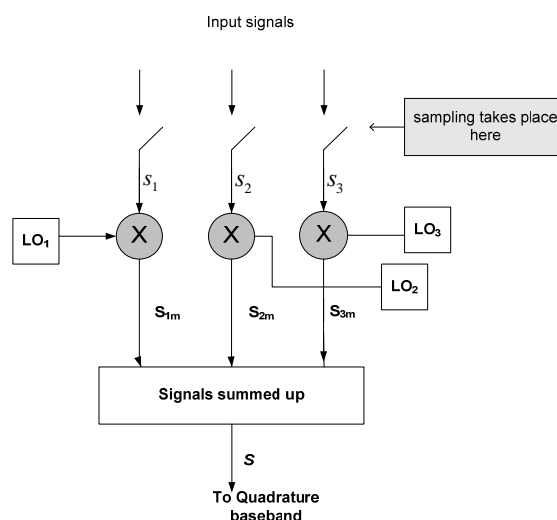 Input signals
sampling takes place
here
s1
s2
s3
X
X
X
LO1
LO3
LO2
S1m
S2m
S3m
Signals summed up
S
To Quadrature
baseband